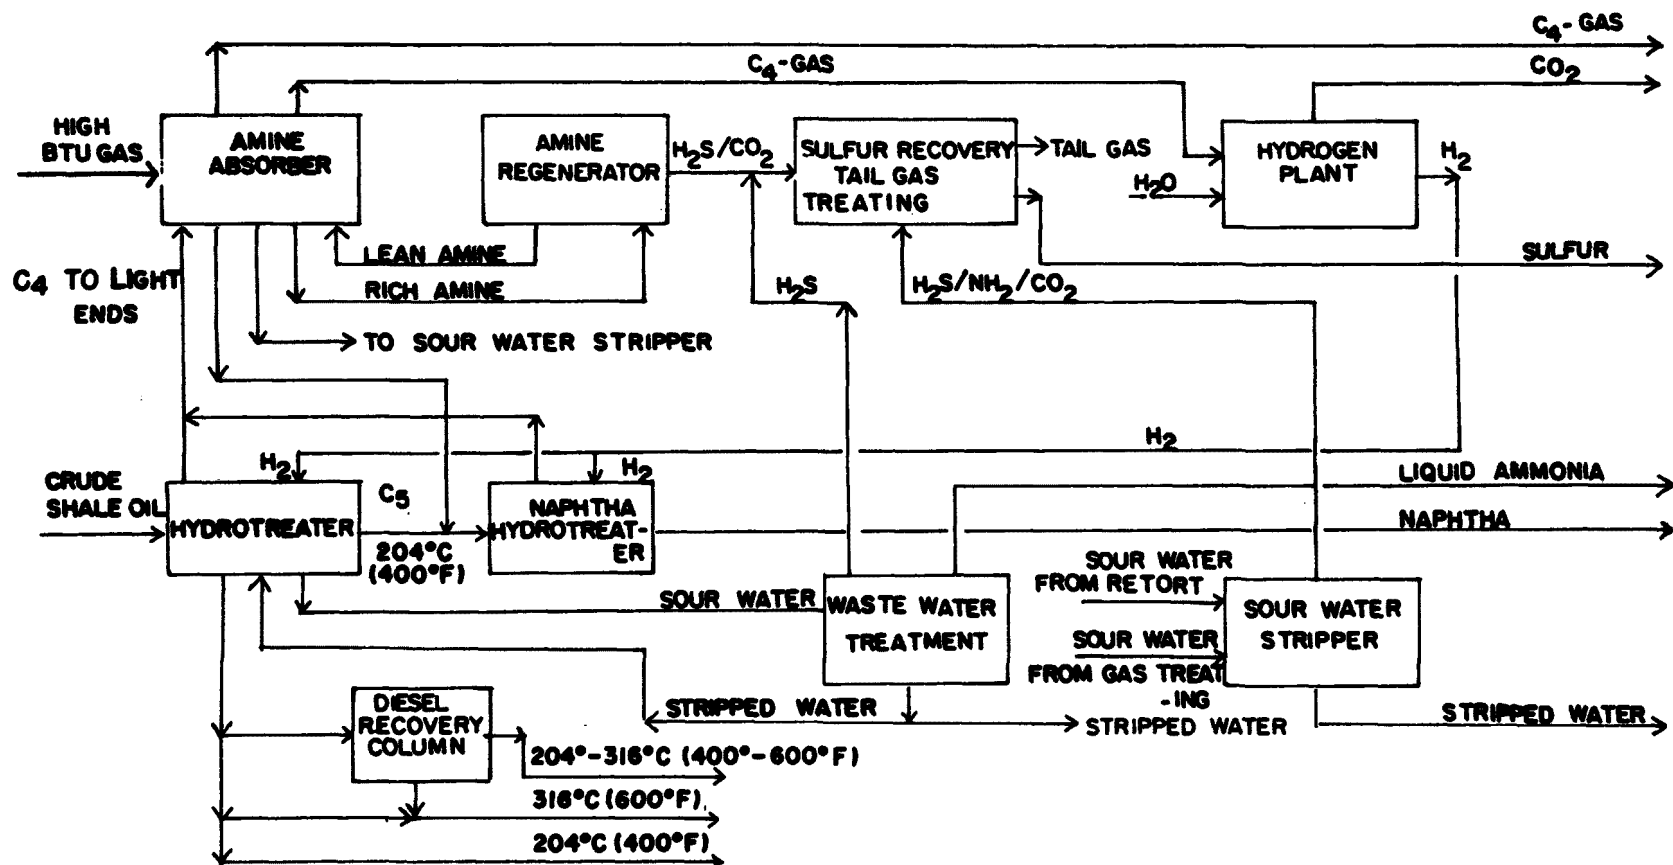 C₄-GAS
C₄-GAS
CO₂
HIGH
BTU GAS
AMINE
ABSORBER
AMINE
REGENERATOR
H₂S/CO₂
SULFUR RECOVERY
TAIL GAS
TREATING
TAIL GAS
H₂O
HYDROGEN
PLANT
H₂
LEAN AMINE
RICH AMINE
C4 TO LIGHT
ENDS
H₂S
H₂S/NH₂/CO₂
SULFUR
TO SOUR WATER STRIPPER
H₂
H₂
H₂
CRUDE
SHALE OIL
HYDROTREATER
C₅
204°C
(400°F)
NAPHTHA
HYDROTREAT-
ER
LIQUID AMMONIA
NAPHTHA
SOUR WATER
WASTE WATER
TREATMENT
SOUR WATER
FROM RETORT
SOUR WATER
FROM GAS TREAT
-ING
SOUR WATER
STRIPPER
STRIPPED WATER
STRIPPED WATER
STRIPPED WATER
DIESEL
RECOVERY
COLUMN
204°-316°C (400°-600°F)
316°C (600°F)
204°C (400°F)